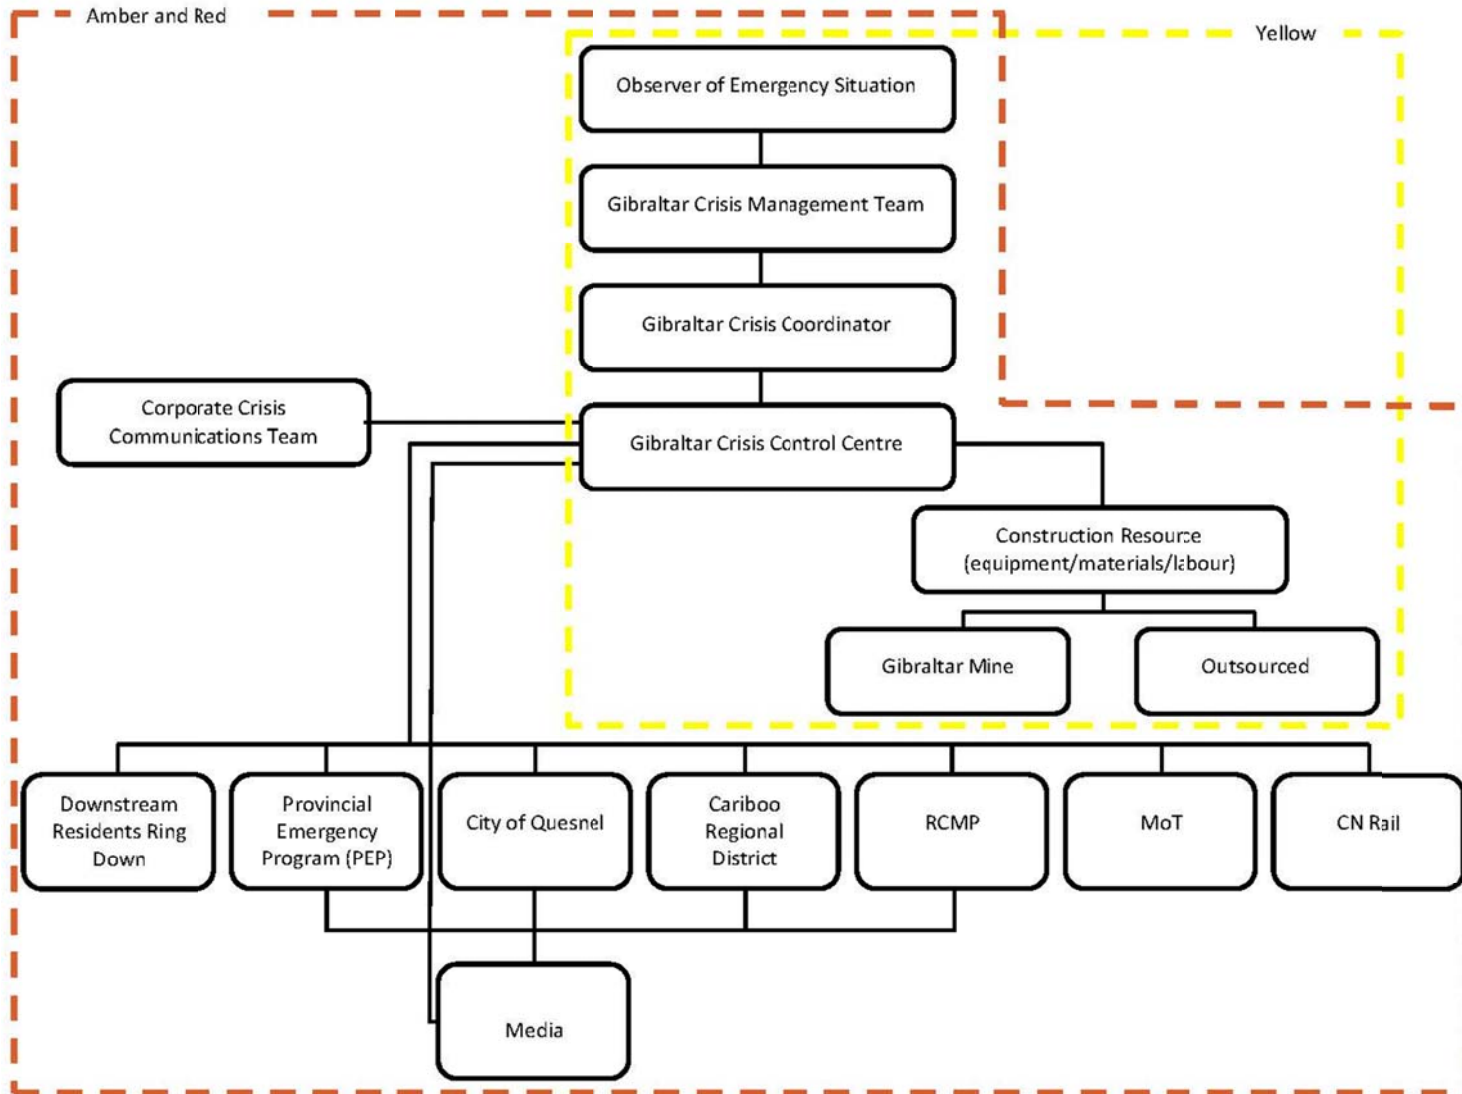 Amber and Red
Yellow
Observer of Emergency Situation
Gibraltar Crisis Management Team
Gibraltar Crisis Coordinator
Corporate Crisis
Communications Team
Gibraltar Crisis Control Centre
Construction Resource
(equipment/materials/labour)
Gibraltar Mine
Outsourced
Downstream
Residents Ring
Down
Provincial
Emergency
Program (PEP)
City of Quesnel
Cariboo
Regional
District
RCMP
MoT
CN Rail
Media